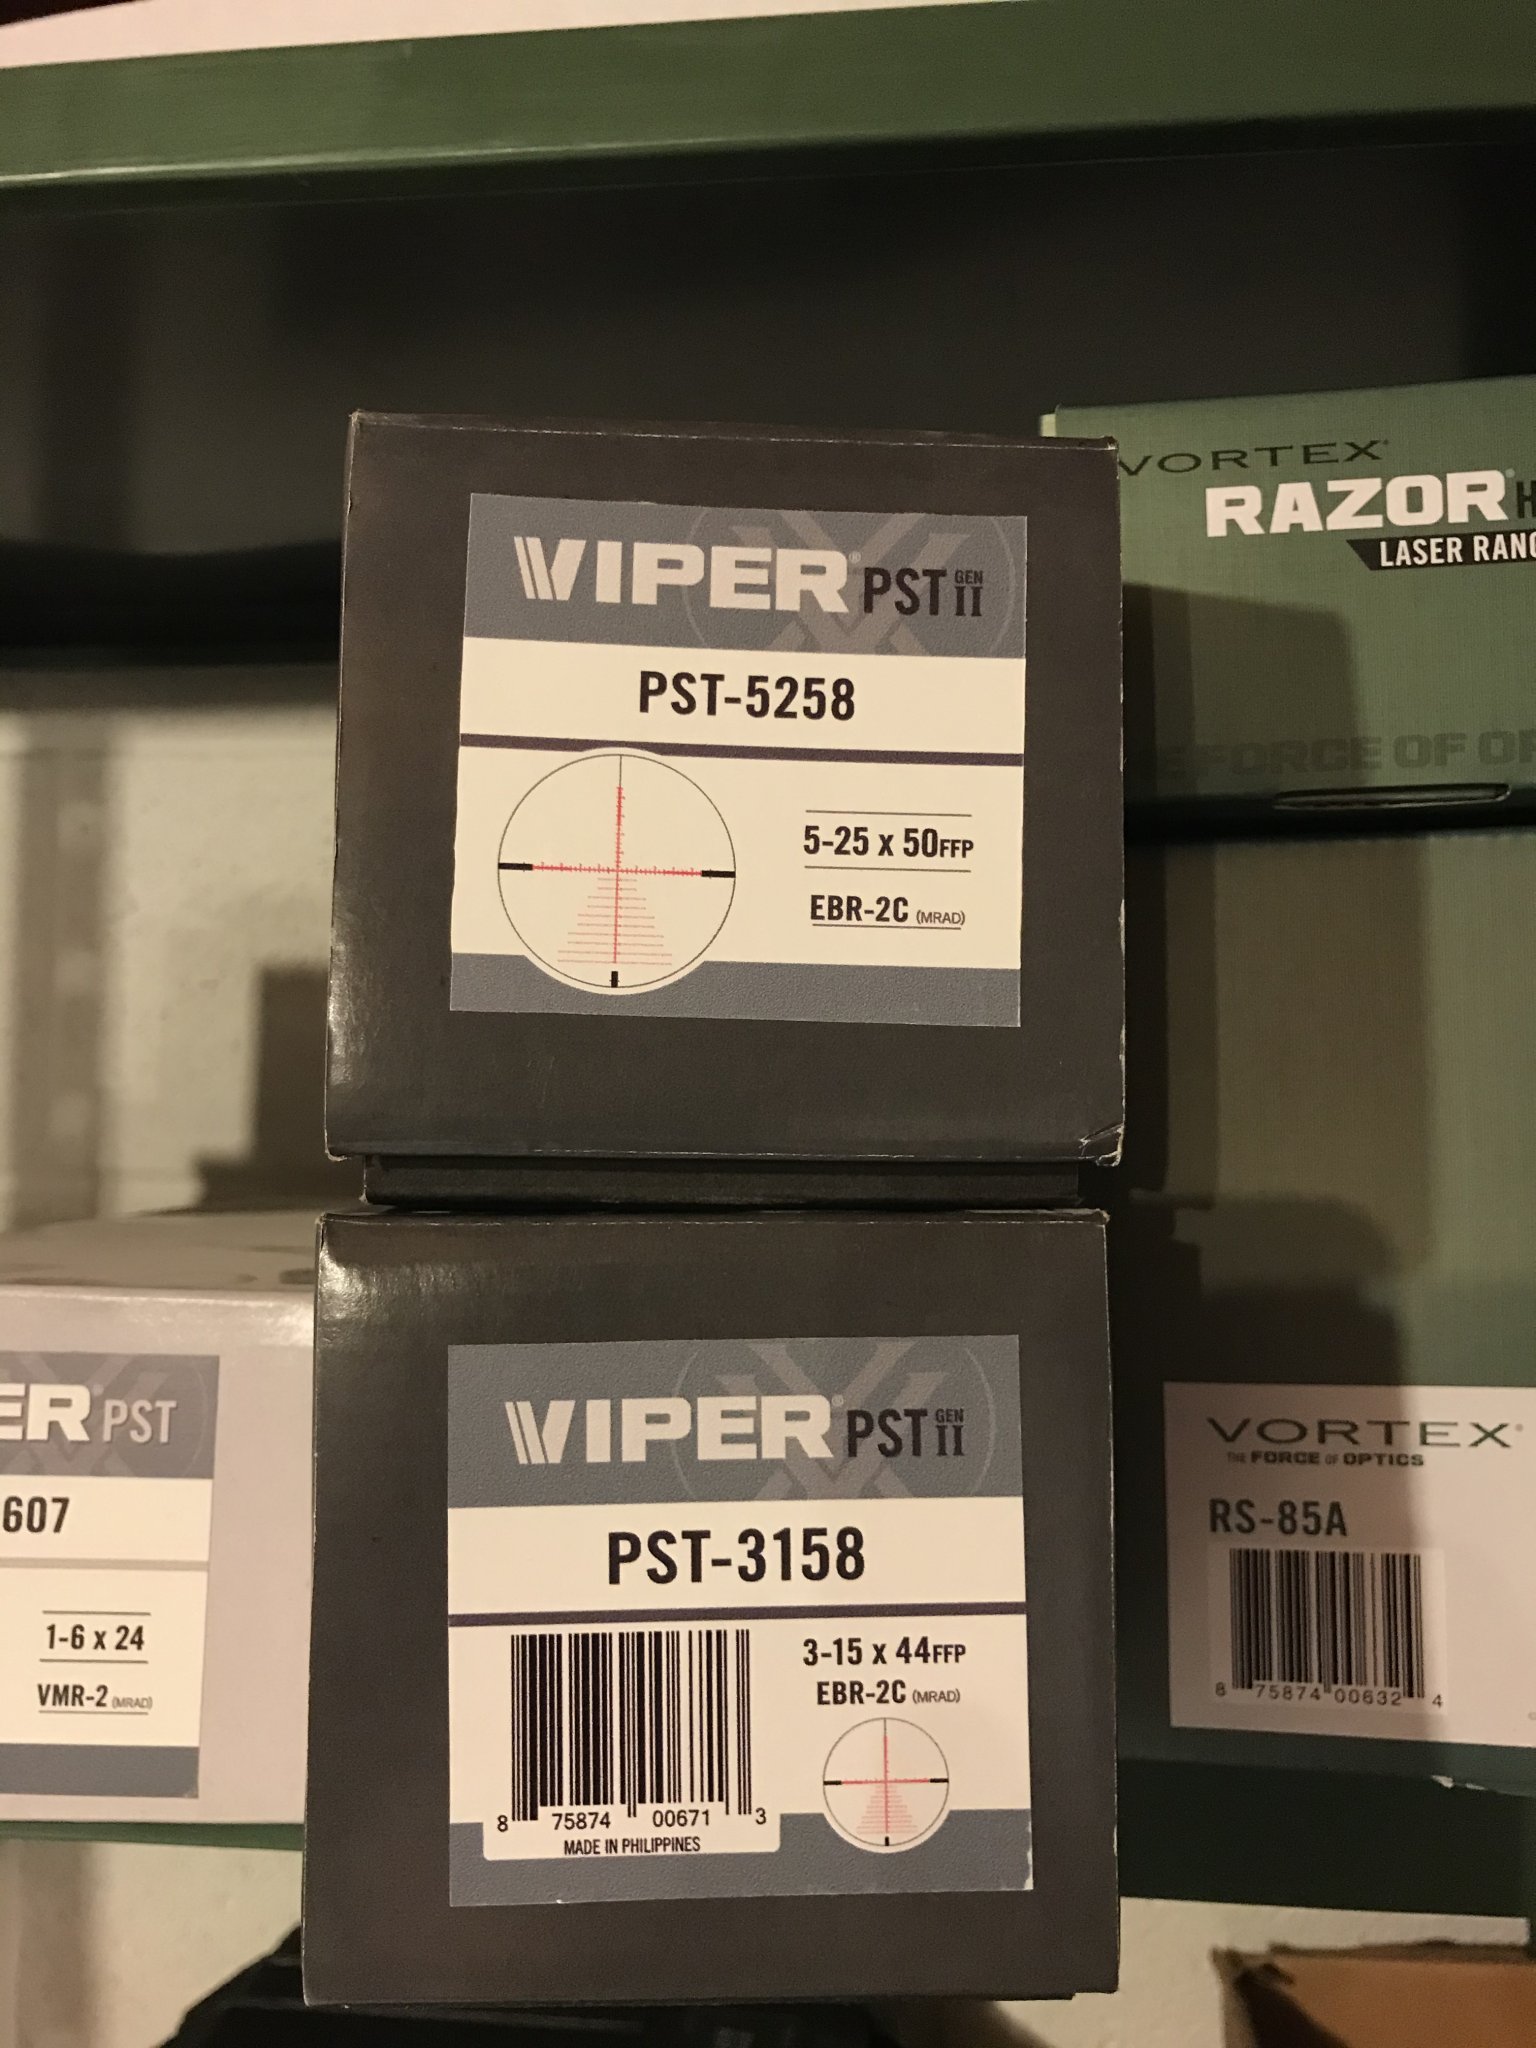 VORTEX
RAZOR
LASER
FORCE OF
VIPER® PST GEN II
PST-5258
5-25 x 50FFP
EBR-2C (MRAD)
VIPER® PST GEN II
PST-3158
3-15 x 44FFP
EBR-2C (MRAD)
8 75874 00671 3
MADE IN PHILIPPINES
PST
607
1-6 x 24
VMR-2 (MRAD)
VORTEX®
THE FORCE OF OPTICS
RS-85A
8 75874 00632 4